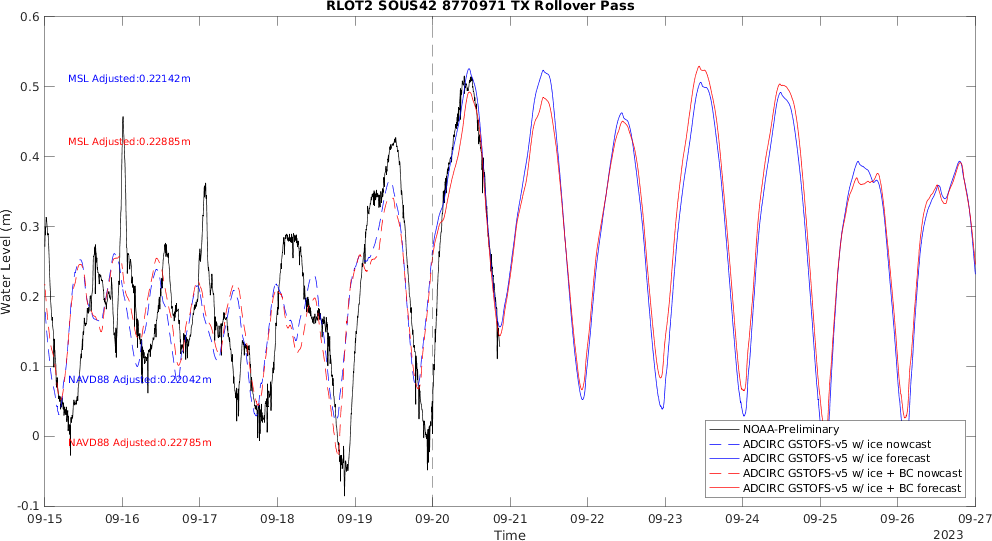 RLOT2 SOUS42 8770971 TX Rollover Pass
0.6
0.5
0.4
0.3
0.2
0.1
0
-0.1
Water Level (m)
MSL Adjusted:0.22142m
MSL Adjusted:0.22885m
NAVD88 Adjusted:0.22042m
NAVD88 Adjusted:0.22785m
NOAA-Preliminary
ADCIRC GSTOFS-v5 w/ ice nowcast
ADCIRC GSTOFS-v5 w/ ice forecast
ADCIRC GSTOFS-v5 w/ ice + BC nowcast
ADCIRC GSTOFS-v5 w/ ice + BC forecast
09-15 09-16 09-17 09-18 09-19 09-20 09-21 09-22 09-23 09-24 09-25 09-26 09-27
Time
2023